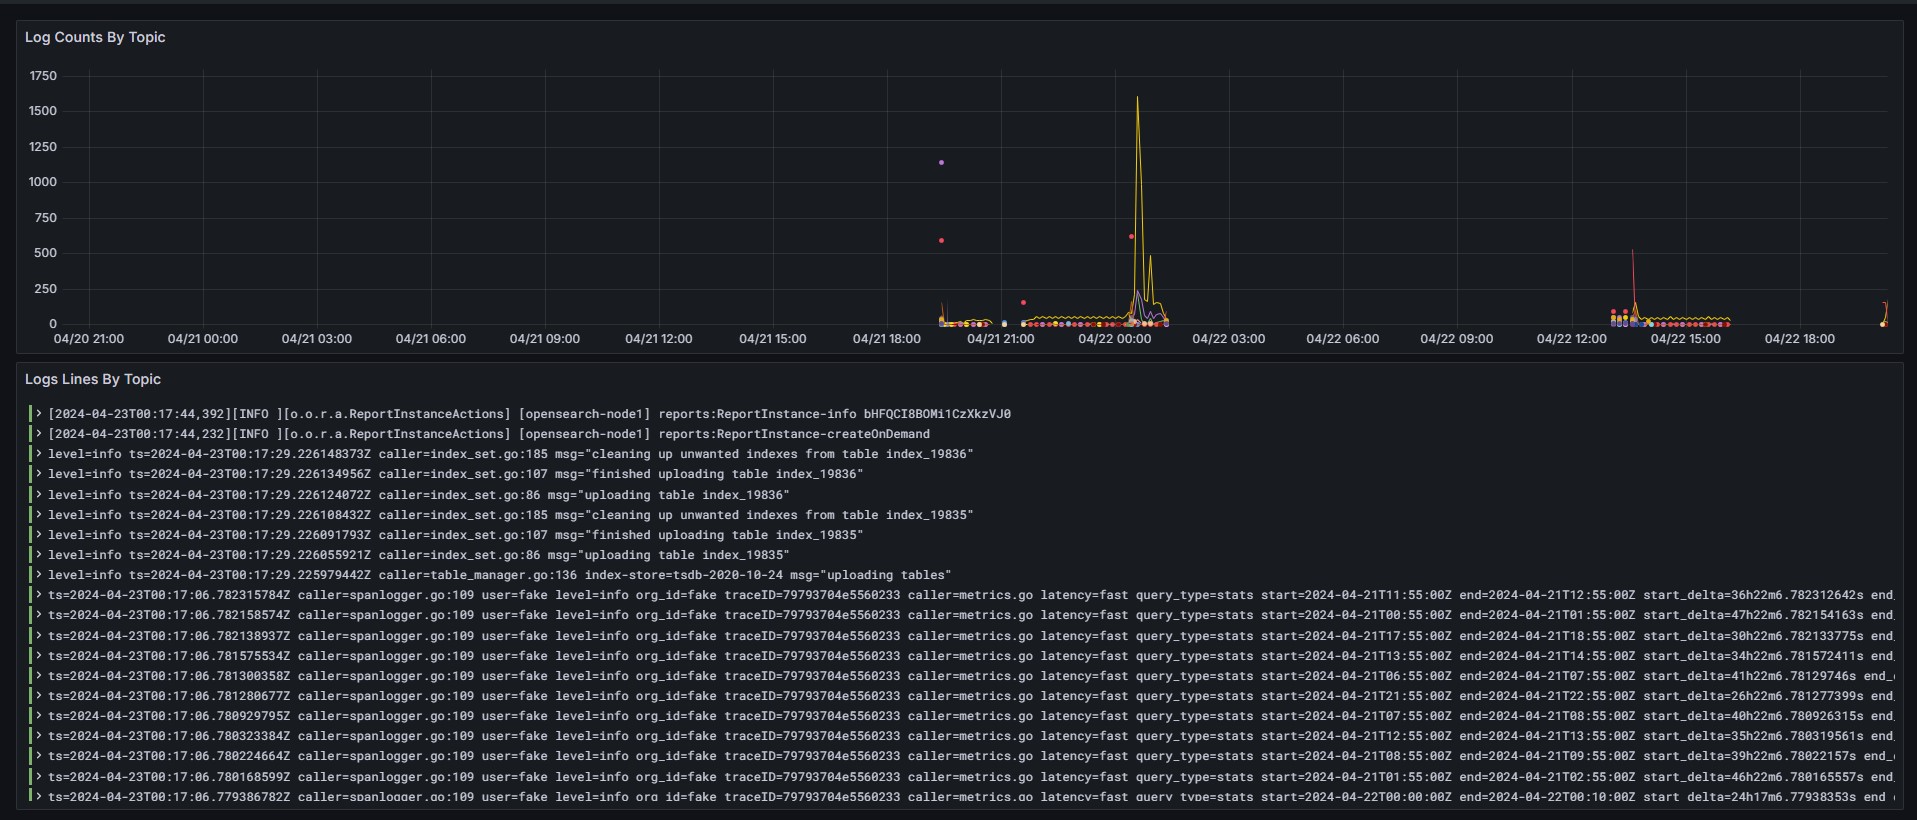 Log Counts By Topic
1750
1500
1250
1000
750
500
250
0
04/20 21:00 04/21 00:00 04/21 03:00 04/21 06:00 04/21 09:00 04/21 12:00 04/21 15:00 04/21 18:00 04/21 21:00 04/22 00:00 04/22 03:00 04/22 06:00 04/22 09:00 04/22 12:00 04/22 15:00 04/22 18:00
Logs Lines By Topic
> [2024-04-23T00:17:44,392][INFO ][o.o.r.a.ReportInstanceActions] [opensearch-node1] reports:ReportInstance-info bHFQCI8BOMi1CzXkzVJ0
> [2024-04-23T00:17:44,232][INFO ][o.o.r.a.ReportInstanceActions] [opensearch-node1] reports:ReportInstance-createOnDemand
> level=info ts=2024-04-23T00:17:29.226148373Z caller=index_set.go:185 msg="cleaning up unwanted indexes from table index_19836"
> level=info ts=2024-04-23T00:17:29.226134956Z caller=index_set.go:107 msg="finished uploading table index_19836"
> level=info ts=2024-04-23T00:17:29.226124072Z caller=index_set.go:86 msg="uploading table index_19836"
> level=info ts=2024-04-23T00:17:29.226108432Z caller=index_set.go:185 msg="cleaning up unwanted indexes from table index_19835"
> level=info ts=2024-04-23T00:17:29.226091793Z caller=index_set.go:107 msg="finished uploading table index_19835"
> level=info ts=2024-04-23T00:17:29.226055921Z caller=index_set.go:86 msg="uploading table index_19835"
> level=info ts=2024-04-23T00:17:29.225979442Z caller=table_manager.go:136 index-store=tsdb-2020-10-24 msg="uploading tables"
> ts=2024-04-23T00:17:06.782315784Z caller=spanlogger.go:109 user=fake level=info org_id=fake traceID=79793704e5560233 caller=metrics.go latency=fast query_type=stats start=2024-04-21T11:55:00Z end=2024-04-21T12:55:00Z start_delta=36h22m6.782312642s end_
> ts=2024-04-23T00:17:06.782158574Z caller=spanlogger.go:109 user=fake level=info org_id=fake traceID=79793704e5560233 caller=metrics.go latency=fast query_type=stats start=2024-04-21T00:55:00Z end=2024-04-21T01:55:00Z start_delta=47h22m6.782154163s end_
> ts=2024-04-23T00:17:06.782138937Z caller=spanlogger.go:109 user=fake level=info org_id=fake traceID=79793704e5560233 caller=metrics.go latency=fast query_type=stats start=2024-04-21T17:55:00Z end=2024-04-21T18:55:00Z start_delta=30h22m6.782133775s end_
> ts=2024-04-23T00:17:06.781575534Z caller=spanlogger.go:109 user=fake level=info org_id=fake traceID=79793704e5560233 caller=metrics.go latency=fast query_type=stats start=2024-04-21T13:55:00Z end=2024-04-21T14:55:00Z start_delta=34h22m6.781572411s end_
> ts=2024-04-23T00:17:06.781300358Z caller=spanlogger.go:109 user=fake level=info org_id=fake traceID=79793704e5560233 caller=metrics.go latency=fast query_type=stats start=2024-04-21T06:55:00Z end=2024-04-21T07:55:00Z start_delta=41h22m6.78129746s end_
> ts=2024-04-23T00:17:06.781280677Z caller=spanlogger.go:109 user=fake level=info org_id=fake traceID=79793704e5560233 caller=metrics.go latency=fast query_type=stats start=2024-04-21T21:55:00Z end=2024-04-21T22:55:00Z start_delta=26h22m6.781277399s end_
> ts=2024-04-23T00:17:06.780929795Z caller=spanlogger.go:109 user=fake level=info org_id=fake traceID=79793704e5560233 caller=metrics.go latency=fast query_type=stats start=2024-04-21T07:55:00Z end=2024-04-21T08:55:00Z start_delta=40h22m6.780926315s end_
> ts=2024-04-23T00:17:06.780323384Z caller=spanlogger.go:109 user=fake level=info org_id=fake traceID=79793704e5560233 caller=metrics.go latency=fast query_type=stats start=2024-04-21T12:55:00Z end=2024-04-21T13:55:00Z start_delta=35h22m6.780319561s end_
> ts=2024-04-23T00:17:06.780224664Z caller=spanlogger.go:109 user=fake level=info org_id=fake traceID=79793704e5560233 caller=metrics.go latency=fast query_type=stats start=2024-04-21T08:55:00Z end=2024-04-21T09:55:00Z start_delta=39h22m6.78022157s end_
> ts=2024-04-23T00:17:06.780168599Z caller=spanlogger.go:109 user=fake level=info org_id=fake traceID=79793704e5560233 caller=metrics.go latency=fast query_type=stats start=2024-04-21T01:55:00Z end=2024-04-21T02:55:00Z start_delta=46h22m6.780165557s end_
> ts=2024-04-23T00:17:06.779386782Z caller=spanlogger.go:109 user=fake level=info org_id=fake traceID=79793704e5560233 caller=metrics.go latency=fast query_type=stats start=2024-04-22T00:00:00Z end=2024-04-22T00:10:00Z start_delta=24h17m6.77938353s end